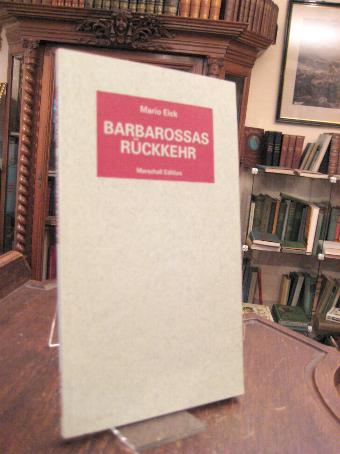 Mario Eick
BARBAROSSAS
RÜCKKEHR
Marschall Edition